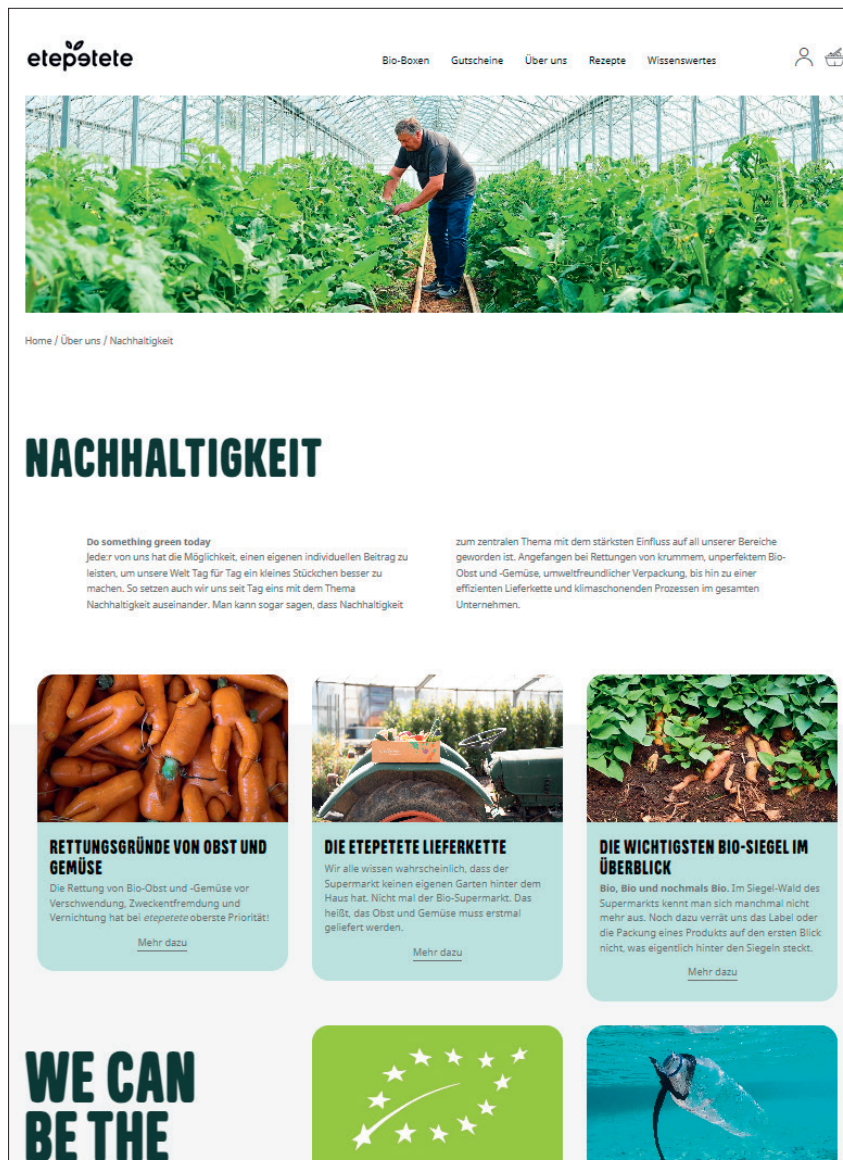 etepetete
Bio-Boxen Gutscheine Über uns Rezepte Wissenswertes
Home / Über uns / Nachhaltigkeit
NACHHALTIGKEIT
Do something green today
Jede:r von uns hat die Möglichkeit, einen eigenen individuellen Beitrag zu
leisten, um unsere Welt Tag für Tag ein kleines Stückchen besser zu
machen. So setzen auch wir uns seit Tag eins mit dem Thema
Nachhaltigkeit auseinander. Man kann sogar sagen, dass Nachhaltigkeit
zum zentralen Thema mit dem stärksten Einfluss auf all unserer Bereiche
geworden ist. Angefangen bei Rettungen von krummem, unperfektem Bio-
Obst und -Gemüse, umweltfreundlicher Verpackung, bis hin zu einer
effizienten Lieferkette und klimaschonenden Prozessen im gesamten
Unternehmen.
RETTUNGSGRÜNDE VON OBST UND
GEMÜSE
Die Rettung von Bio-Obst und -Gemüse vor
Verschwendung, Zweckentfremdung und
Vernichtung hat bei etepetete oberste Priorität!
Mehr dazu
DIE ETEPETETE LIEFERKETTE
Wir alle wissen wahrscheinlich, dass der
Supermarkt keinen eigenen Garten hinter dem
Haus hat. Nicht mal der Bio-Supermarkt. Das
heißt, das Obst und Gemüse muss erstmal
geliefert werden.
Mehr dazu
DIE WICHTIGSTEN BIO-SIEGEL IM
ÜBERBLICK
Bio, Bio und nochmals Bio. Im Siegel-Wald des
Supermarkts kennt man sich manchmal nicht
mehr aus. Noch dazu verrät uns das Label oder
die Packung eines Produkts auf den ersten Blick
nicht, was eigentlich hinter den Siegeln steckt.
Mehr dazu
WE CAN
BE THE